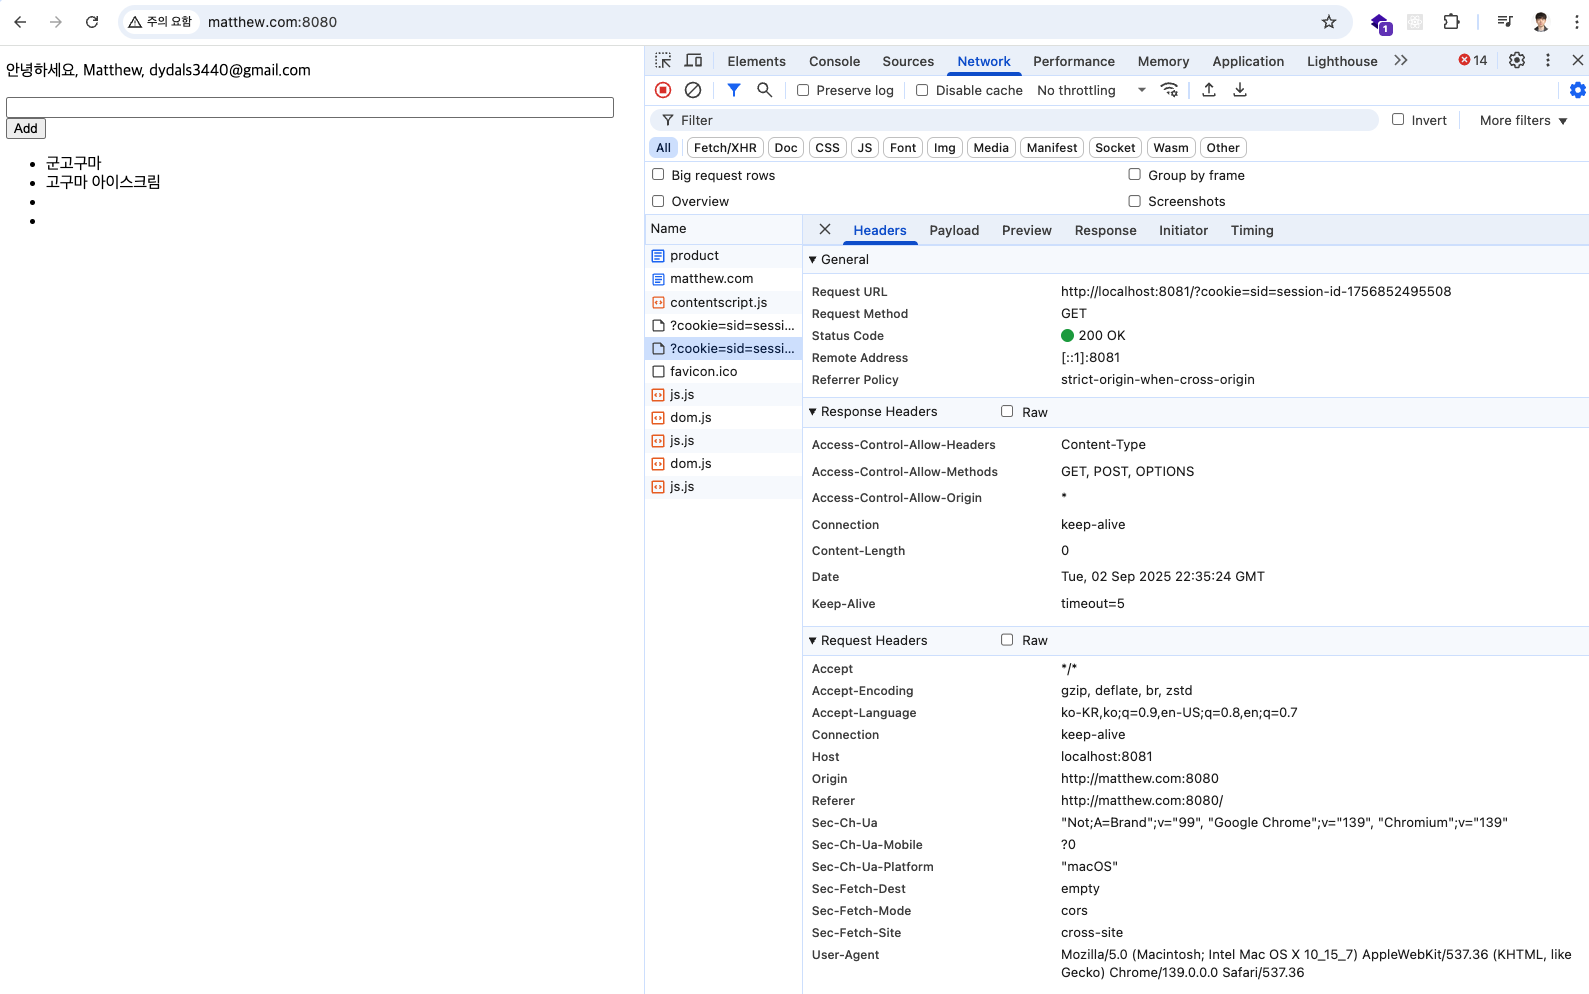 주의 요함 matthew.com:8080 1
안녕하세요, Matthew, dydals3440@gmail.com
Add
군고구마
고구마 아이스크림
Elements Console Sources Network Performance Memory Application Lighthouse 14
Preserve log Disable cache No throttling
Filter Invert More filters
All Fetch/XHR Doc CSS JS Font Img Media Manifest Socket Wasm Other
Big request rows Group by frame
Overview Screenshots
Name
product
matthew.com
contentscript.js
?cookie=sid=sessi...
?cookie=sid=sessi...
favicon.ico
js.js
dom.js
js.js
dom.js
js.js
Headers Payload Preview Response Initiator Timing
General
Request URL http://localhost:8081/?cookie=sid=session-id-1756852495508
Request Method GET
Status Code 200 OK
Remote Address [::1]:8081
Referrer Policy strict-origin-when-cross-origin
Response Headers Raw
Access-Control-Allow-Headers Content-Type
Access-Control-Allow-Methods GET, POST, OPTIONS
Access-Control-Allow-Origin *
Connection keep-alive
Content-Length 0
Date Tue, 02 Sep 2025 22:35:24 GMT
Keep-Alive timeout=5
Request Headers Raw
Accept */*
Accept-Encoding gzip, deflate, br, zstd
Accept-Language ko-KR,ko;q=0.9,en-US;q=0.8,en;q=0.7
Connection keep-alive
Host localhost:8081
Origin http://matthew.com:8080
Referer http://matthew.com:8080/
Sec-Ch-Ua "Not;A=Brand";v="99", "Google Chrome";v="139", "Chromium";v="139"
Sec-Ch-Ua-Mobile ?0
Sec-Ch-Ua-Platform "macOS"
Sec-Fetch-Dest empty
Sec-Fetch-Mode cors
Sec-Fetch-Site cross-site
User-Agent Mozilla/5.0 (Macintosh; Intel Mac OS X 10_15_7) AppleWebKit/537.36 (KHTML, like
Gecko) Chrome/139.0.0.0 Safari/537.36